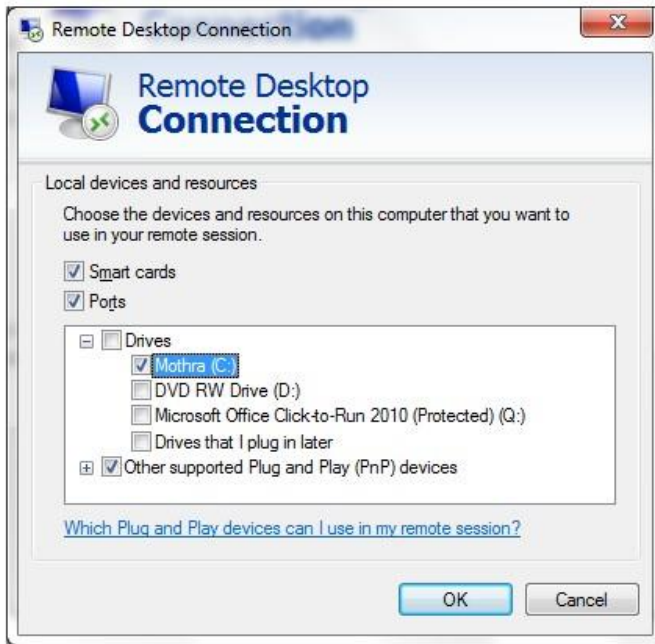 Remote Desktop Connection
Remote Desktop
Connection
Local devices and resources
Choose the devices and resources on this computer that you want to
use in your remote session.
Smart cards
Ports
Drives
Mothra (C:)
DVD RW Drive (D:)
Microsoft Office Click-to-Run 2010 (Protected) (Q:)
Drives that I plug in later
Other supported Plug and Play (PnP) devices
Which Plug and Play devices can I use in my remote session?
OK Cancel